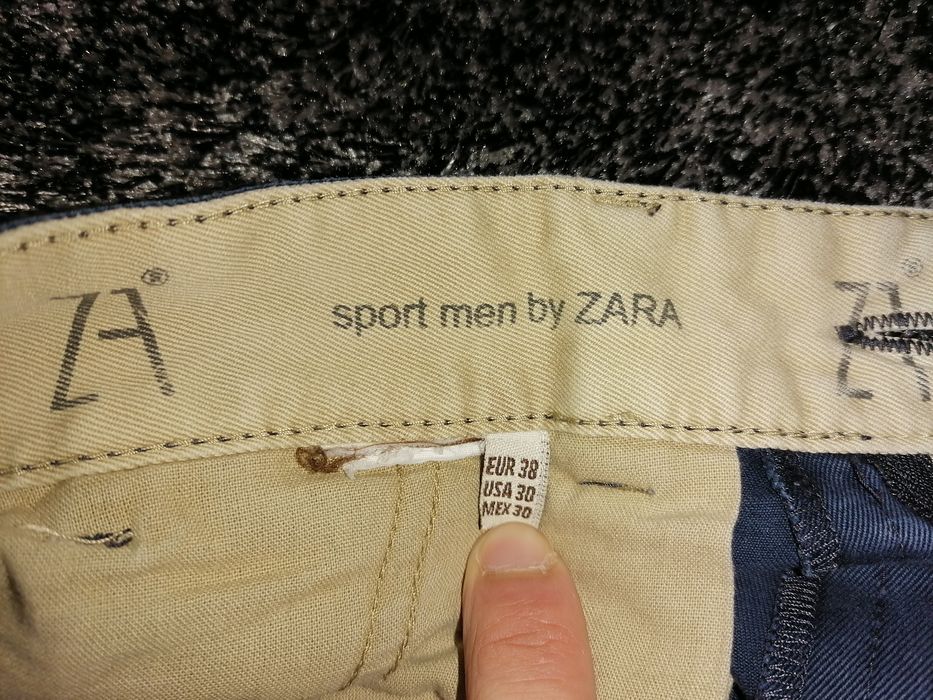 ZA®
sport men by ZARA
ZA®
EUR 38
USA 30
MEX 30